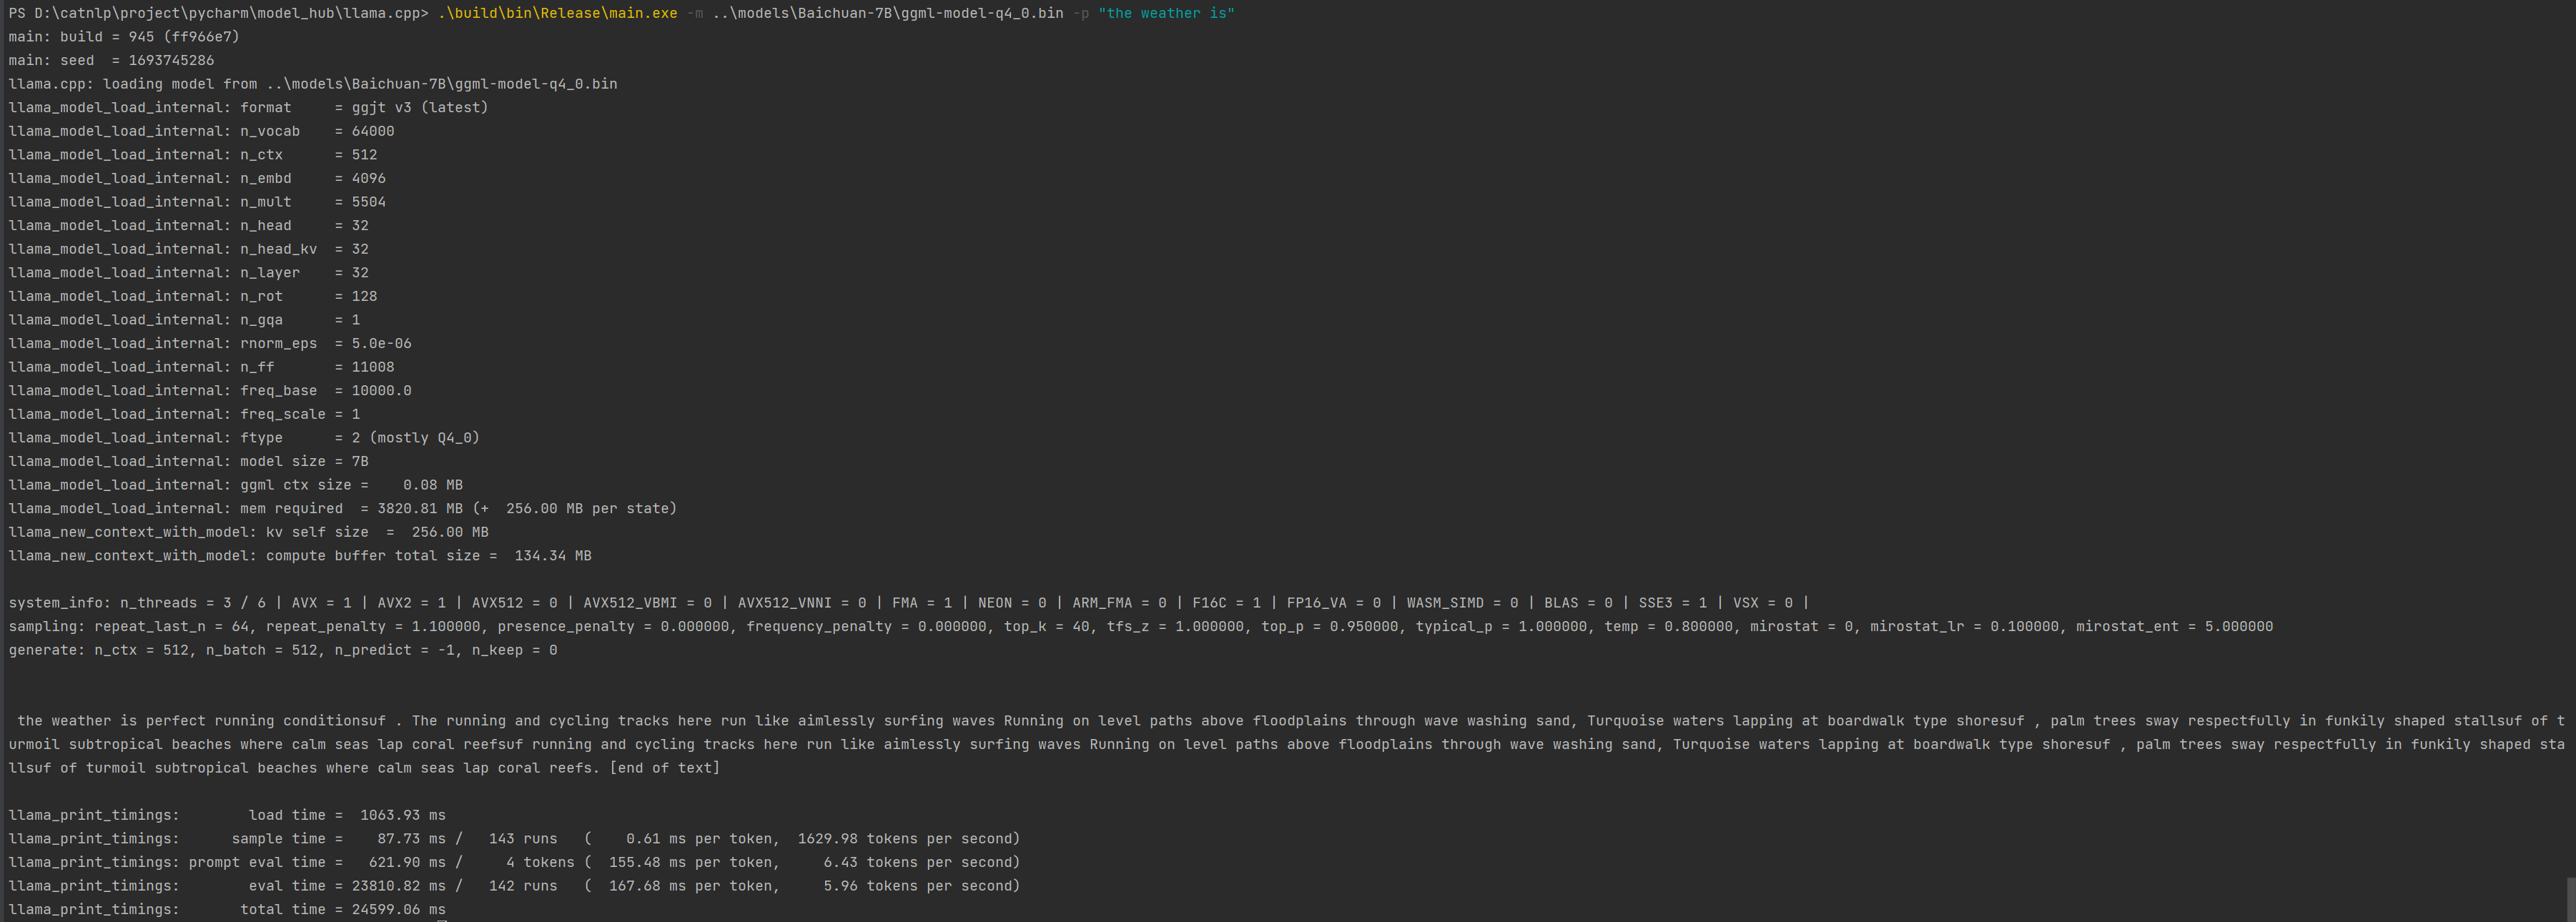 PS D:\catnlp\project\pycharm\model_hub\llama.cpp> .\build\bin\Release\main.exe -m ..\models\Baichuan-7B\ggml-model-q4_0.bin -p "the weather is"
main: build = 945 (ff966e7)
main: seed  = 1693745286
llama.cpp: loading model from ..\models\Baichuan-7B\ggml-model-q4_0.bin
llama_model_load_internal: format     = ggjt v3 (latest)
llama_model_load_internal: n_vocab    = 64000
llama_model_load_internal: n_ctx      = 512
llama_model_load_internal: n_embd     = 4096
llama_model_load_internal: n_mult     = 5504
llama_model_load_internal: n_head     = 32
llama_model_load_internal: n_head_kv  = 32
llama_model_load_internal: n_layer    = 32
llama_model_load_internal: n_rot      = 128
llama_model_load_internal: n_gqa      = 1
llama_model_load_internal: rnorm_eps  = 5.0e-06
llama_model_load_internal: n_ff       = 11008
llama_model_load_internal: freq_base  = 10000.0
llama_model_load_internal: freq_scale = 1
llama_model_load_internal: ftype      = 2 (mostly Q4_0)
llama_model_load_internal: model size = 7B
llama_model_load_internal: ggml ctx size =    0.08 MB
llama_model_load_internal: mem required  = 3820.81 MB (+  256.00 MB per state)
llama_new_context_with_model: kv self size  =  256.00 MB
llama_new_context_with_model: compute buffer total size =  134.34 MB
system_info: n_threads = 3 / 6 | AVX = 1 | AVX2 = 1 | AVX512 = 0 | AVX512_VBMI = 0 | AVX512_VNNI = 0 | FMA = 1 | NEON = 0 | ARM_FMA = 0 | F16C = 1 | FP16_VA = 0 | WASM_SIMD = 0 | BLAS = 0 | SSE3 = 1 | VSX = 0 |
sampling: repeat_last_n = 64, repeat_penalty = 1.100000, presence_penalty = 0.000000, frequency_penalty = 0.000000, top_k = 40, tfs_z = 1.000000, top_p = 0.950000, typical_p = 1.000000, temp = 0.800000, mirostat = 0, mirostat_lr = 0.100000, mirostat_ent = 5.000000
generate: n_ctx = 512, n_batch = 512, n_predict = -1, n_keep = 0
the weather is perfect running conditionsuf . The running and cycling tracks here run like aimlessly surfing waves Running on level paths above floodplains through wave washing sand, Turquoise waters lapping at boardwalk type shoresuf , palm trees sway respectfully in funkily shaped stallsuf of t
urmoil subtropical beaches where calm seas lap coral reefsuf running and cycling tracks here run like aimlessly surfing waves Running on level paths above floodplains through wave washing sand, Turquoise waters lapping at boardwalk type shoresuf , palm trees sway respectfully in funkily shaped sta
llsuf of turmoil subtropical beaches where calm seas lap coral reefs. [end of text]
llama_print_timings:        load time =  1063.93 ms
llama_print_timings:      sample time =    87.73 ms /   143 runs   (    0.61 ms per token,  1629.98 tokens per second)
llama_print_timings: prompt eval time =   621.90 ms /     4 tokens (  155.48 ms per token,     6.43 tokens per second)
llama_print_timings:        eval time = 23810.82 ms /   142 runs   (  167.68 ms per token,     5.96 tokens per second)
llama_print_timings:       total time = 24599.06 ms